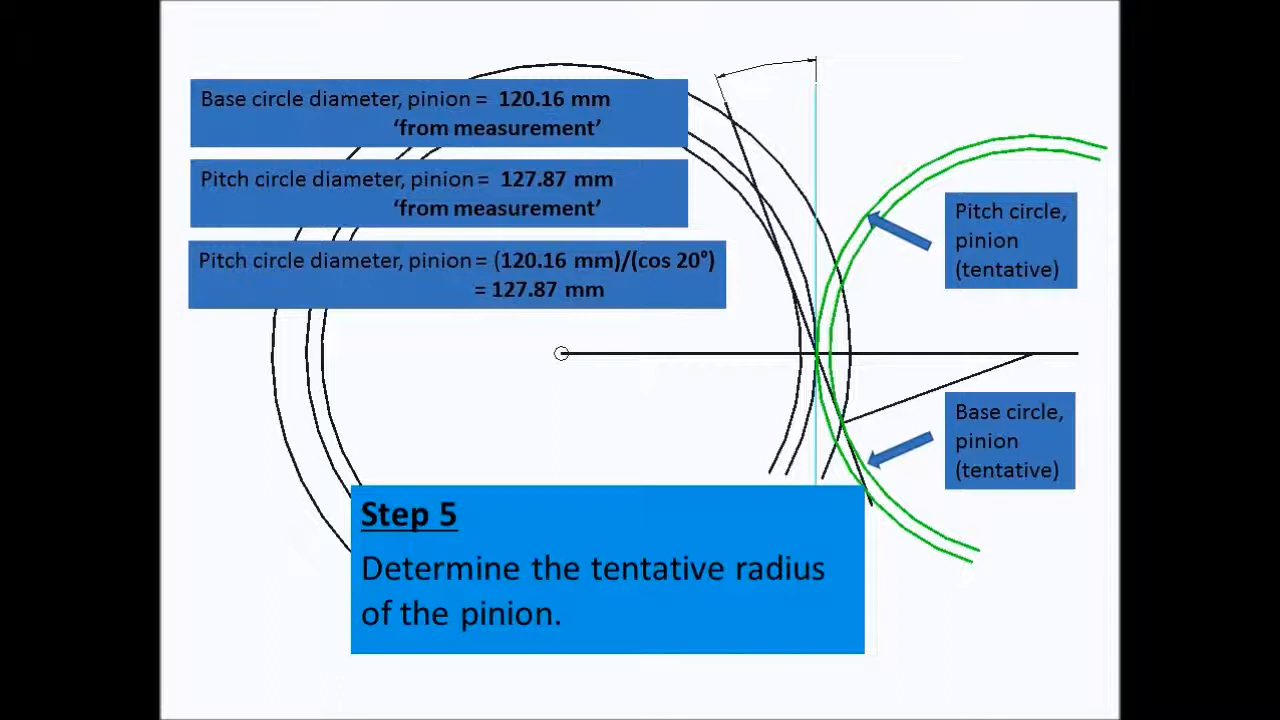 Base circle diameter, pinion = 120.16 mm
‘from measurement’
Pitch circle diameter, pinion = 127.87 mm
‘from measurement’
Pitch circle diameter, pinion = (120.16 mm)/(cos 20°)
= 127.87 mm
Pitch circle,
pinion
(tentative)
Base circle,
pinion
(tentative)
Step 5
Determine the tentative radius
of the pinion.